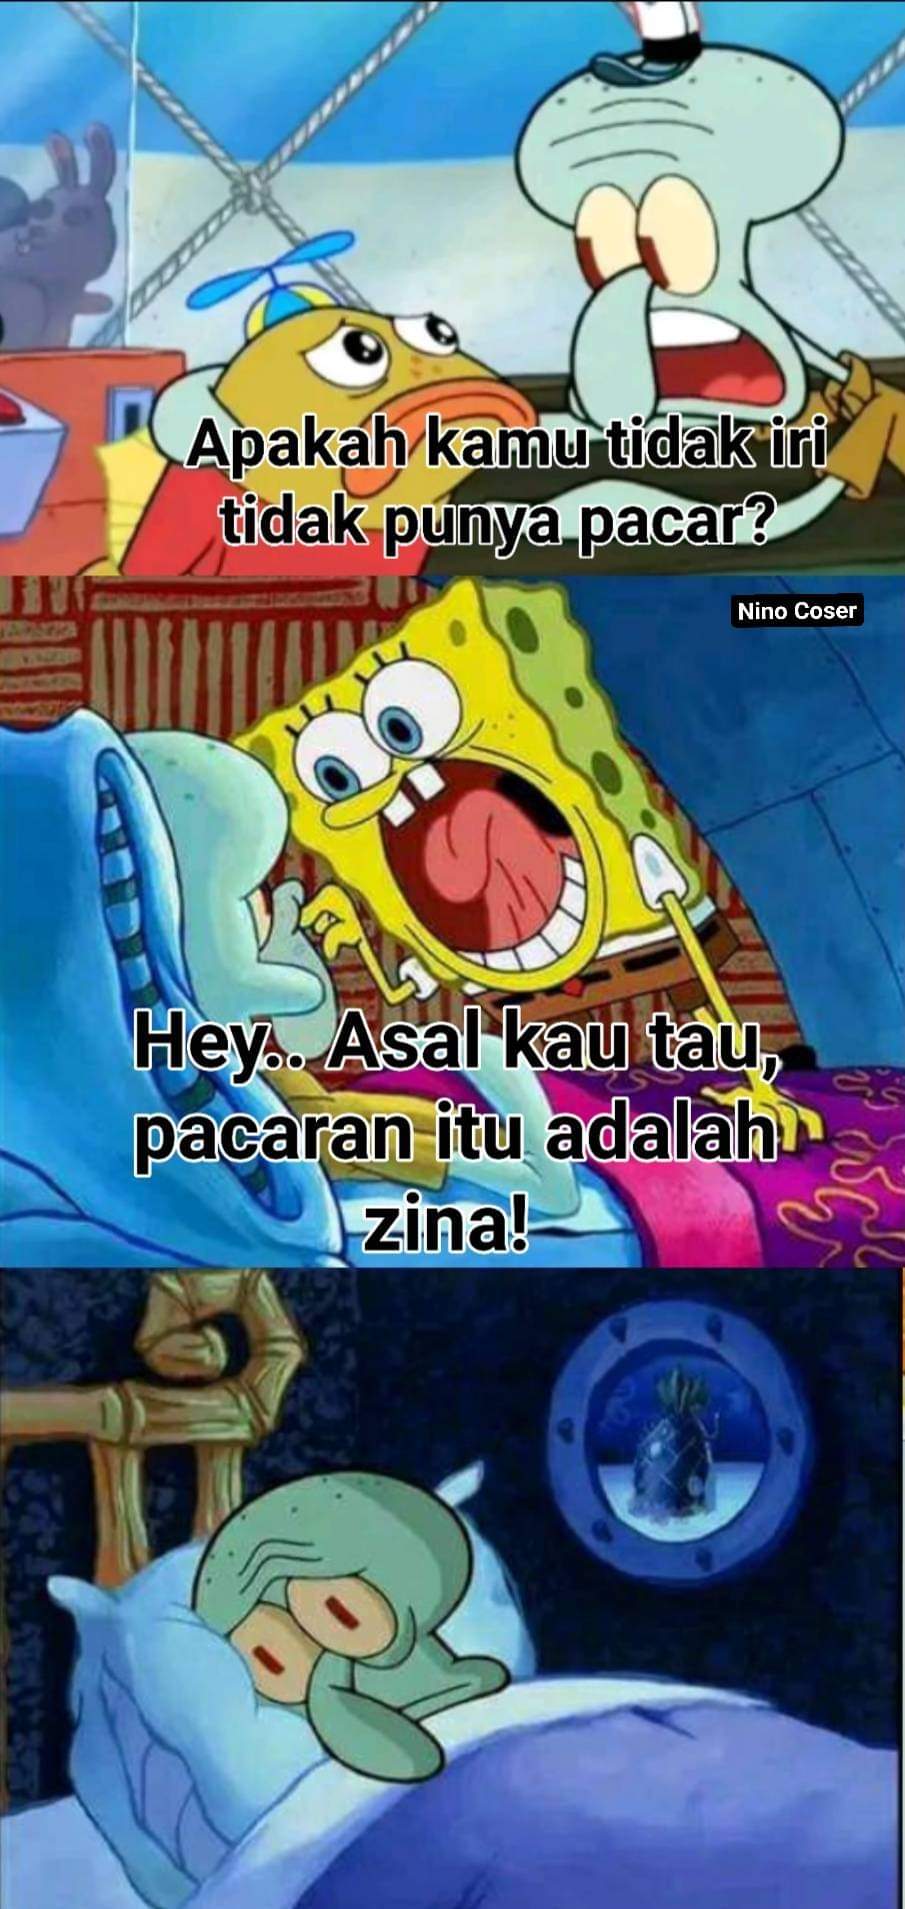 Apakah kamu tidak iri
tidak punya pacar?
Nino Coser
Hey.. Asal kau tau,
pacaran itu adalah
zina!